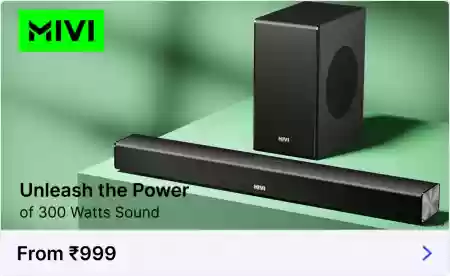 MIVI
MIVI
MIVI
Unleash the Power
of 300 Watts Sound
From ₹999